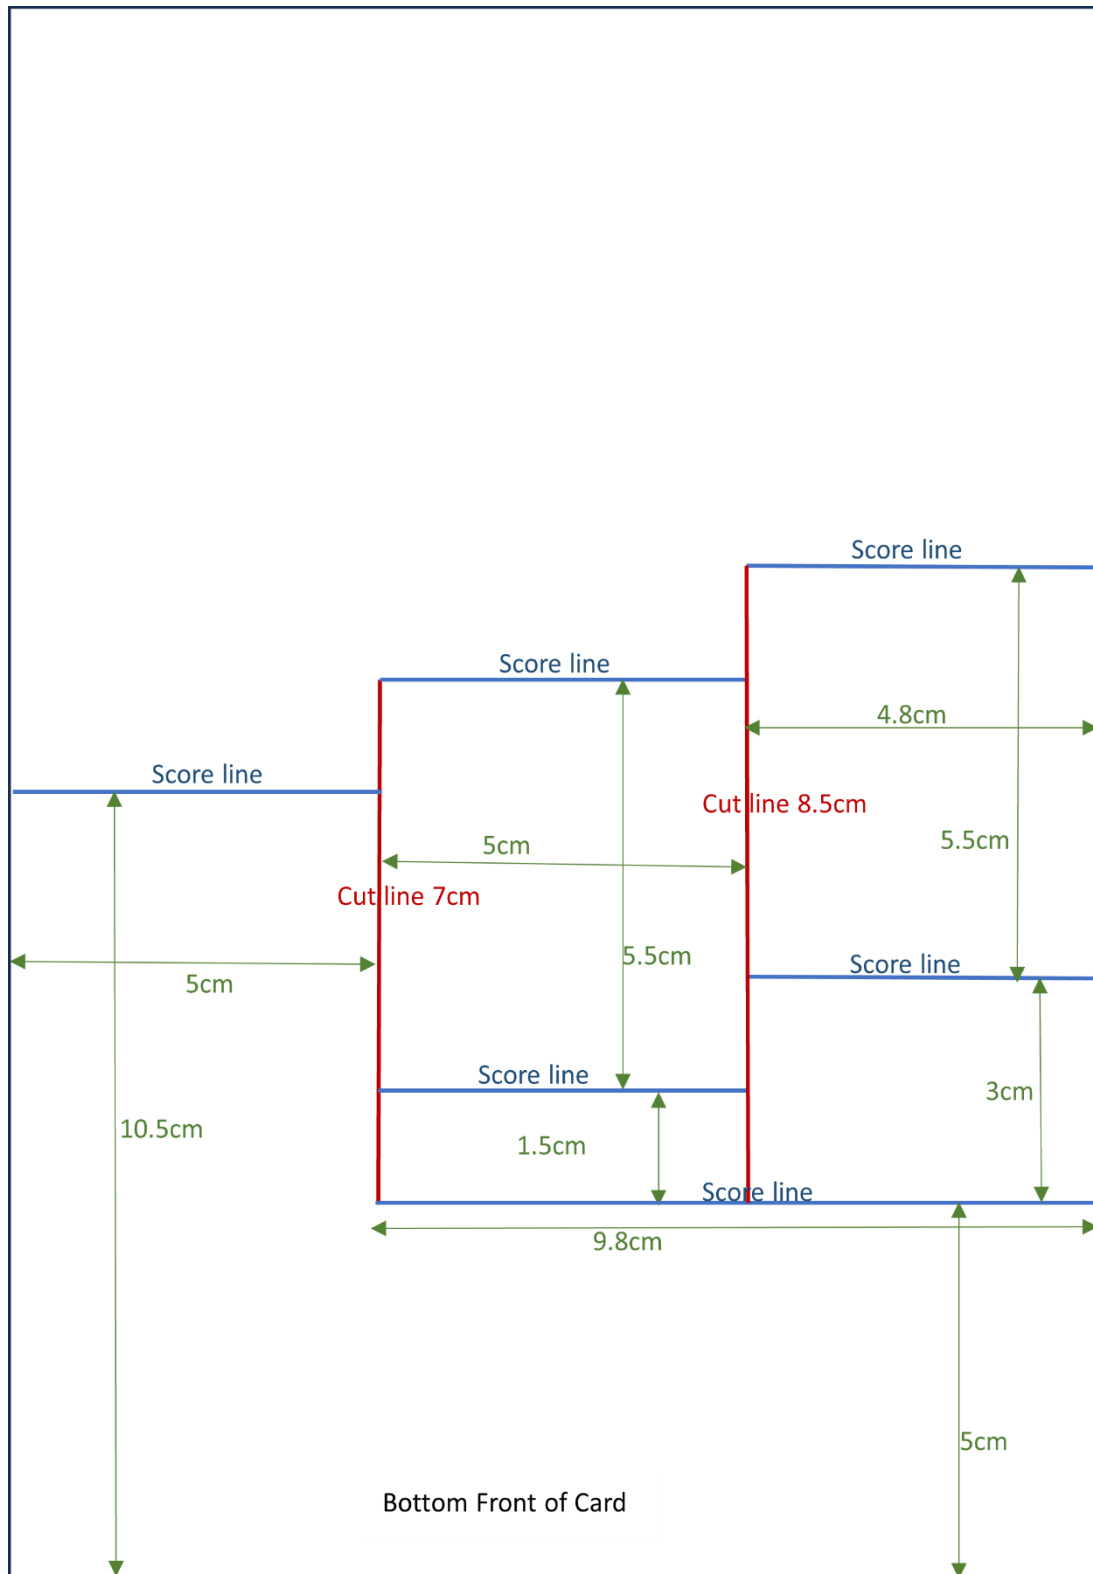 Score line
Score line
4.8cm
Score line
Cut line 8.5cm
5cm
5.5cm
Cut line 7cm
5.5cm
Score line
5cm
Score line
3cm
10.5cm
1.5cm
Score line
9.8cm
5cm
Bottom Front of Card